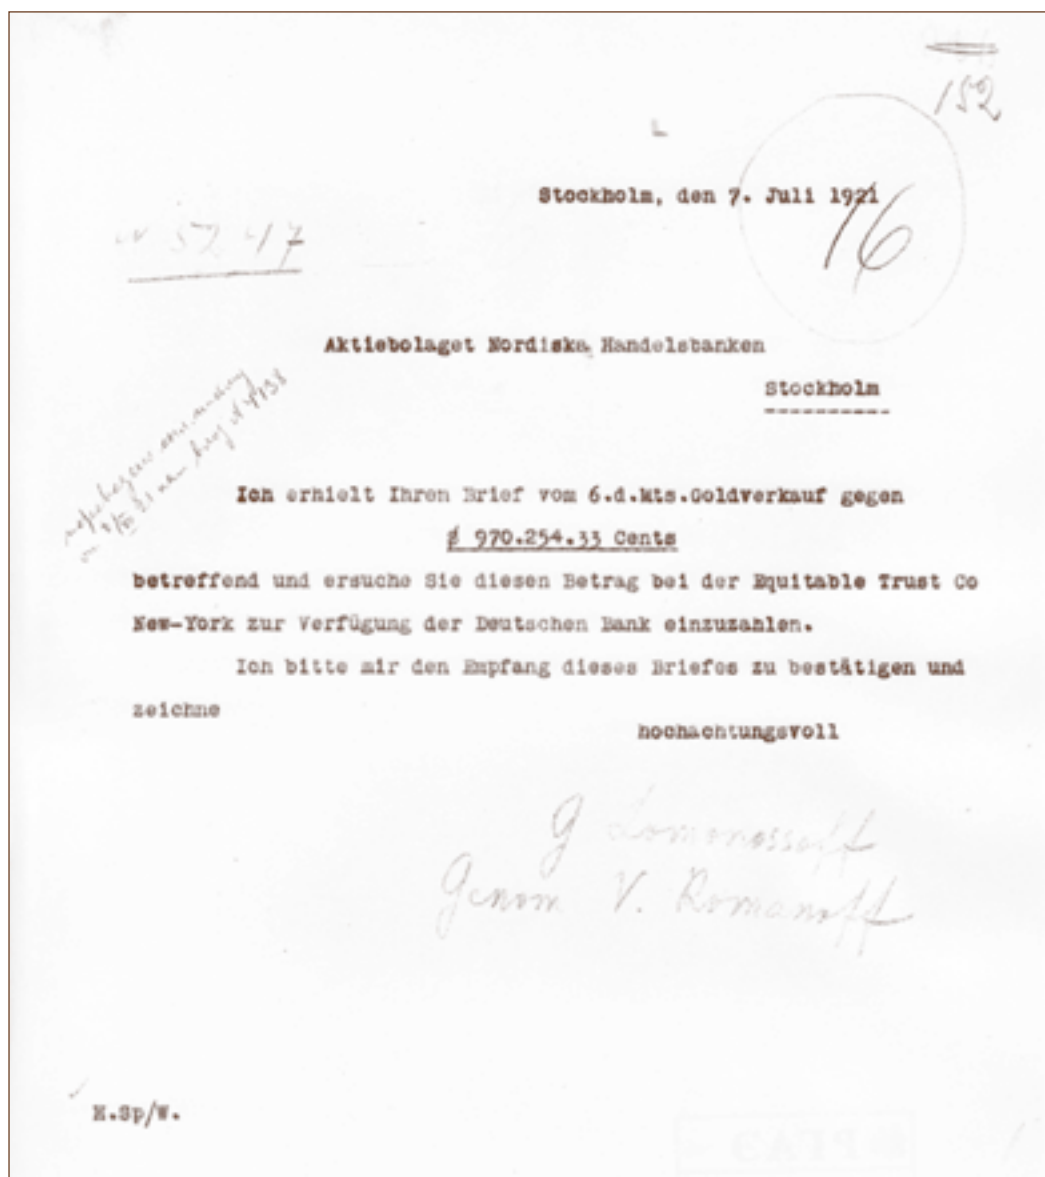 152
Stockholm, den 7. Juli 1921
16
Aktiebolaget Nordiska Handelsbanken
Stockholm
Ich erhielt Ihren Brief vom 6.d.Mts.Goldverkauf gegen
$ 970.254.33 Cents
betreffend und ersuche Sie diesen Betrag bei der Equitable Trust Co
New-York zur Verfügung der Deutschen Bank einzuzahlen.
Ich bitte mir den Empfang dieses Briefes zu bestätigen und
zeichne
hochachtungsvoll
G Lomonossoff
Genom V. Romanoff
H.Sp/W.